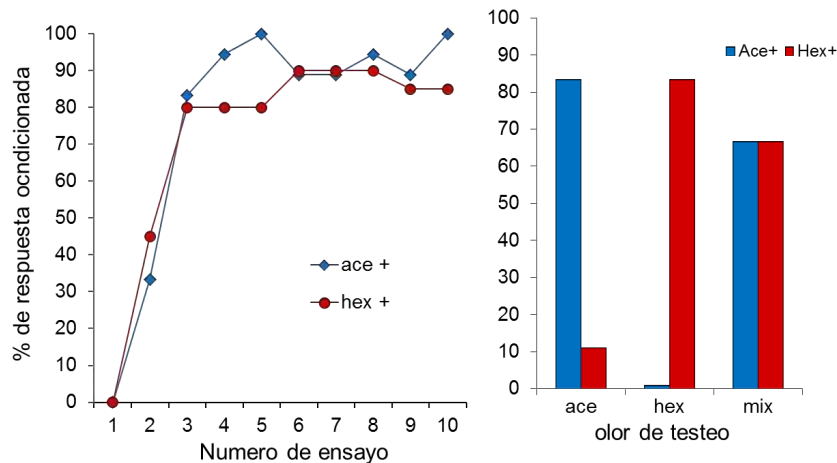 % de respuesta ocndicionada
100
90
80
70
60
50
40
30
20
10
0
ace +
hex +
1 2 3 4 5 6 7 8 9 10
Numero de ensayo
100
90
80
70
60
50
40
30
20
10
0
Ace+ Hex+
ace hex mix
olor de testeo